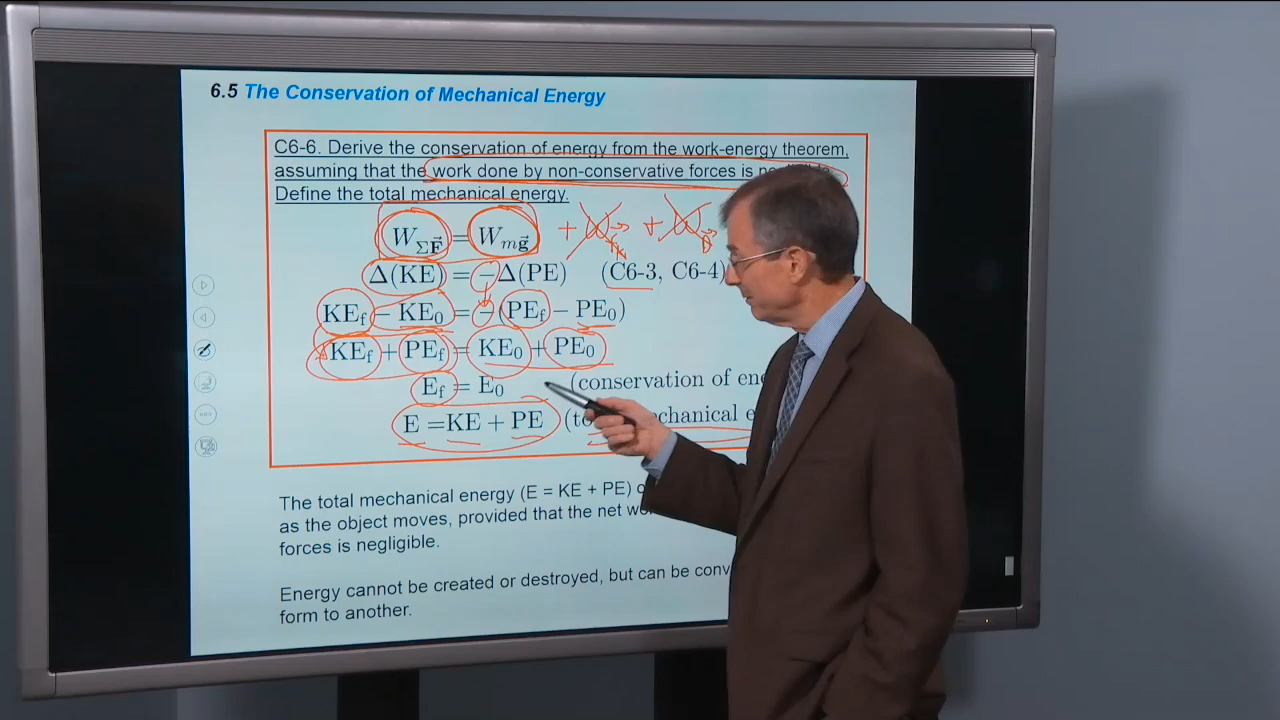 6.5 The Conservation of Mechanical Energy
C6-6. Derive the conservation of energy from the work-energy theorem,
assuming that the work done by non-conservative forces is
Define the total mechanical energy.
W_ΣF⃗ = W_mg⃗ + W_f⃗k + W
Δ(KE) = −Δ(PE) (C6-3, C6-4)
KE_f − KE_0 = −(PE_f − PE_0)
KE_f + PE_f = KE_0 + PE_0
E_f = E_0 (conservation of
E = KE + PE mechanical
The total mechanical energy (E = KE + PE)
as the object moves, provided that the net
forces is negligible.
Energy cannot be created or destroyed, but can be
form to another.